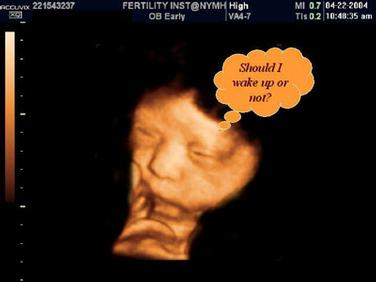 ACCUVIX 221543237 FERTILITY INST@NYMH High MI 0.7 04-22-2004
OB Early VA4-7 TIs 0.2 10:48:35 am
Should I
wake up or
not?